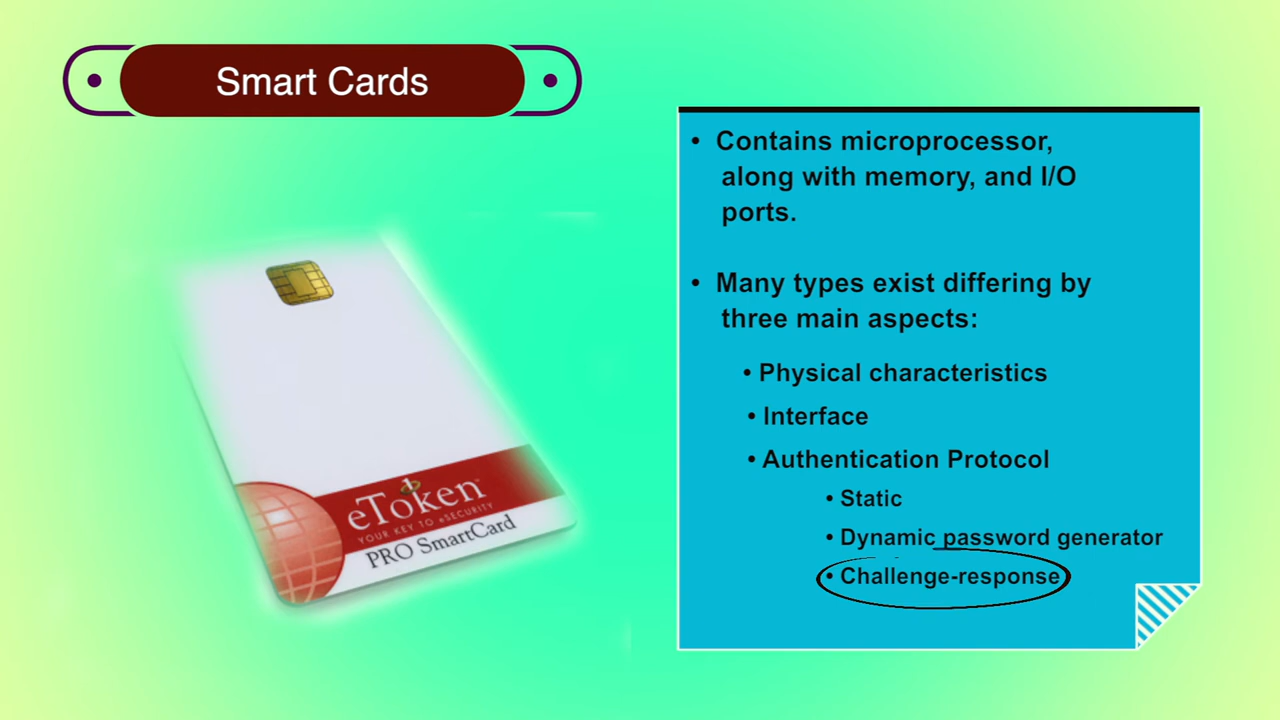 Smart Cards
• Contains microprocessor,
along with memory, and I/O
ports.
• Many types exist differing by
three main aspects:
• Physical characteristics
• Interface
• Authentication Protocol
• Static
• Dynamic password generator
• Challenge-response
eToken™
YOUR KEY TO eSECURITY
PRO SmartCard